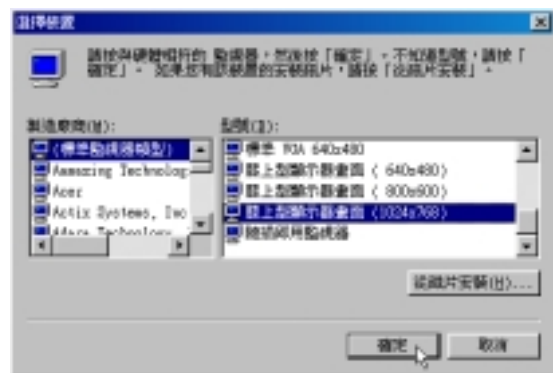 選擇裝置
請按與硬體相符的 監視器，然後按「確定」。不知道型號，請按「
確定」。 如果您有該裝置的安裝磁片，請按「從磁片安裝」。
製造廠商(M):
(標準監視器類型)
Aamazing Technolog
Acer
Actix Systems, Inc
Adara Technology,
型號(D):
標準 VGA 640x480
膝上型顯示器畫面 ( 640x480)
膝上型顯示器畫面 ( 800x600)
膝上型顯示器畫面 (1024x768)
隨插即用監視器
從磁片安裝(H)...
確定
取消